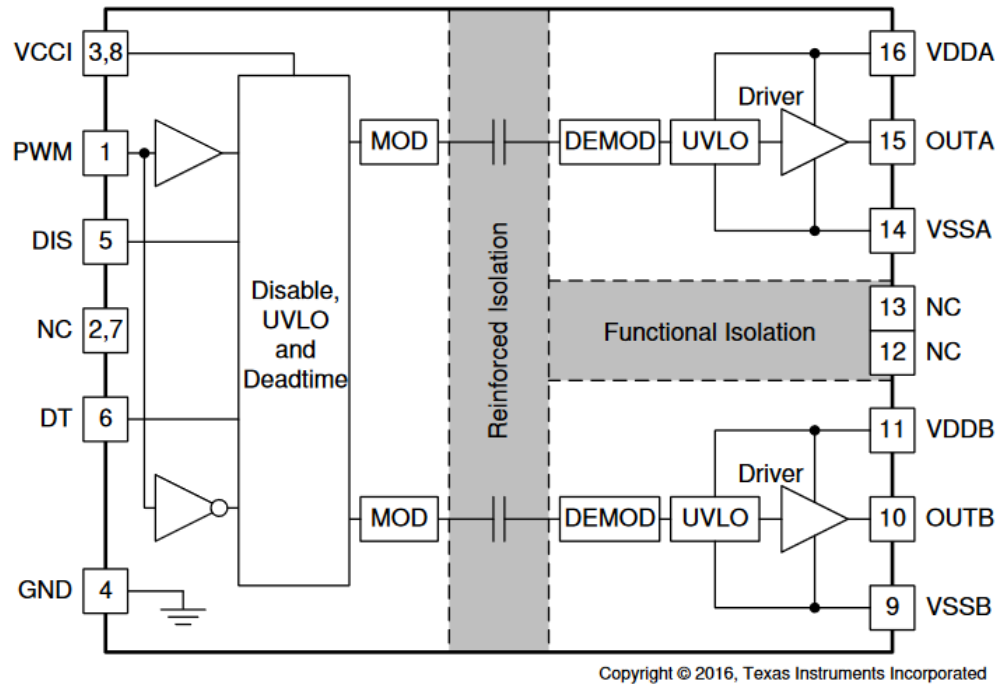 VCCI 3,8
PWM 1
DIS 5
NC 2,7
DT 6
GND 4
Disable,
UVLO
and
Deadtime
MOD
MOD
Reinforced Isolation
Functional Isolation
DEMOD UVLO
Driver
16 VDDA
15 OUTA
14 VSSA
13 NC
12 NC
DEMOD UVLO
Driver
11 VDDB
10 OUTB
9 VSSB
Copyright © 2016, Texas Instruments Incorporated